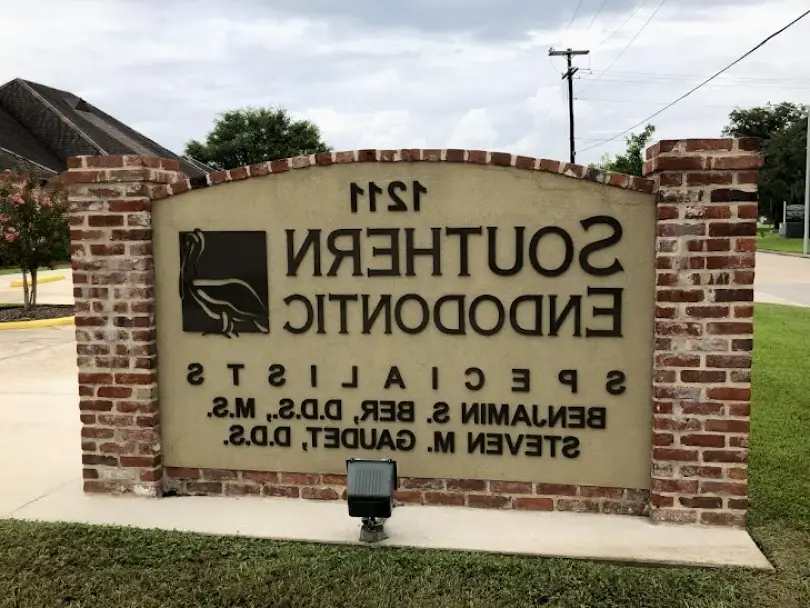 1211
SOUTHERN
ENDODONTIC
SPECIALISTS
BENJAMIN S. BER, D.D.S., M.S.
STEVEN M. GAUDET, D.D.S.